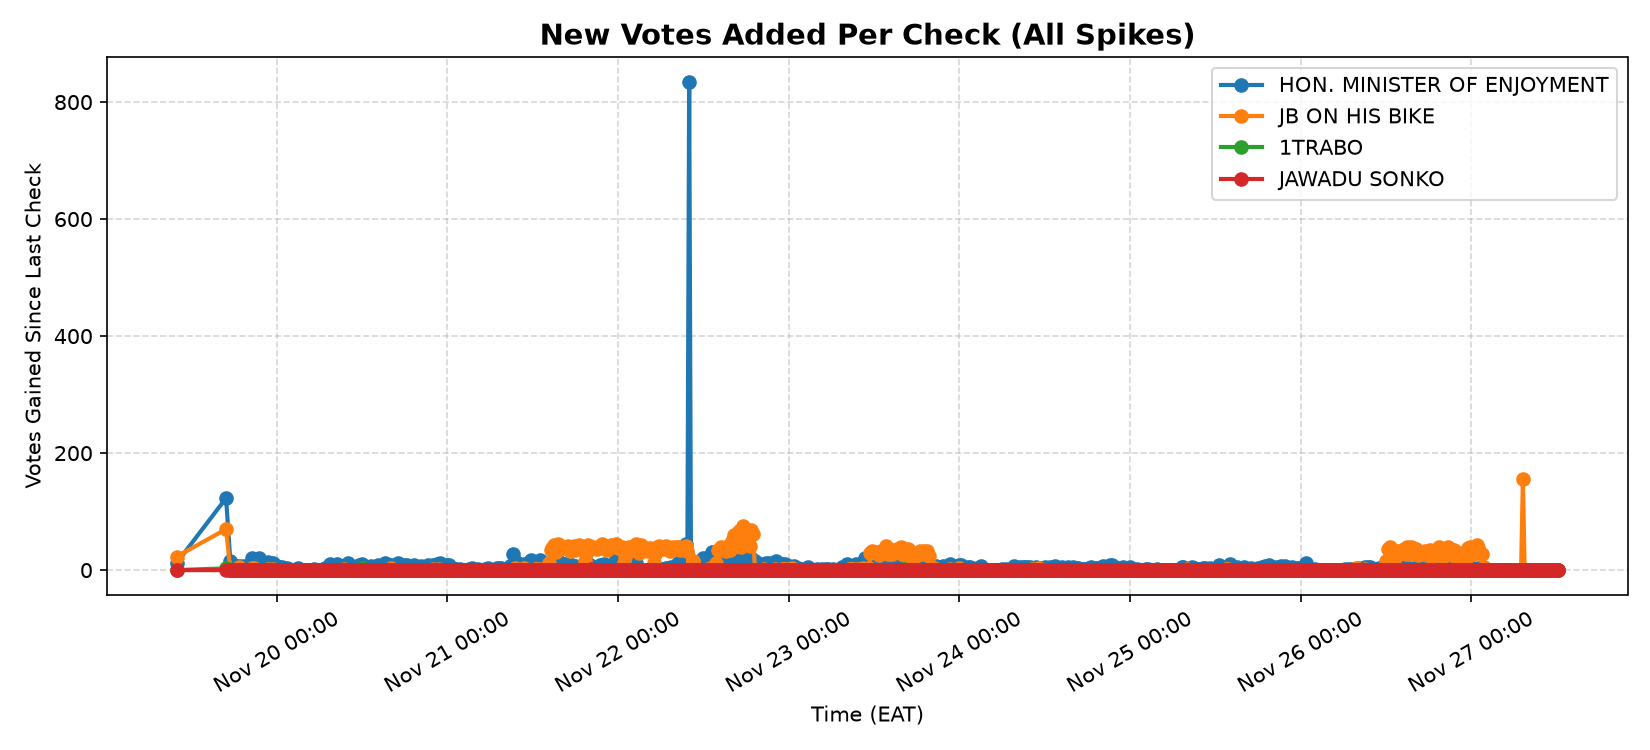 New Votes Added Per Check (All Spikes)
HON. MINISTER OF ENJOYMENT
JB ON HIS BIKE
1TRABO
JAWADU SONKO
Votes Gained Since Last Check
800
600
400
200
0
Nov 20 00:00
Nov 21 00:00
Nov 22 00:00
Nov 23 00:00
Nov 24 00:00
Nov 25 00:00
Nov 26 00:00
Nov 27 00:00
Time (EAT)